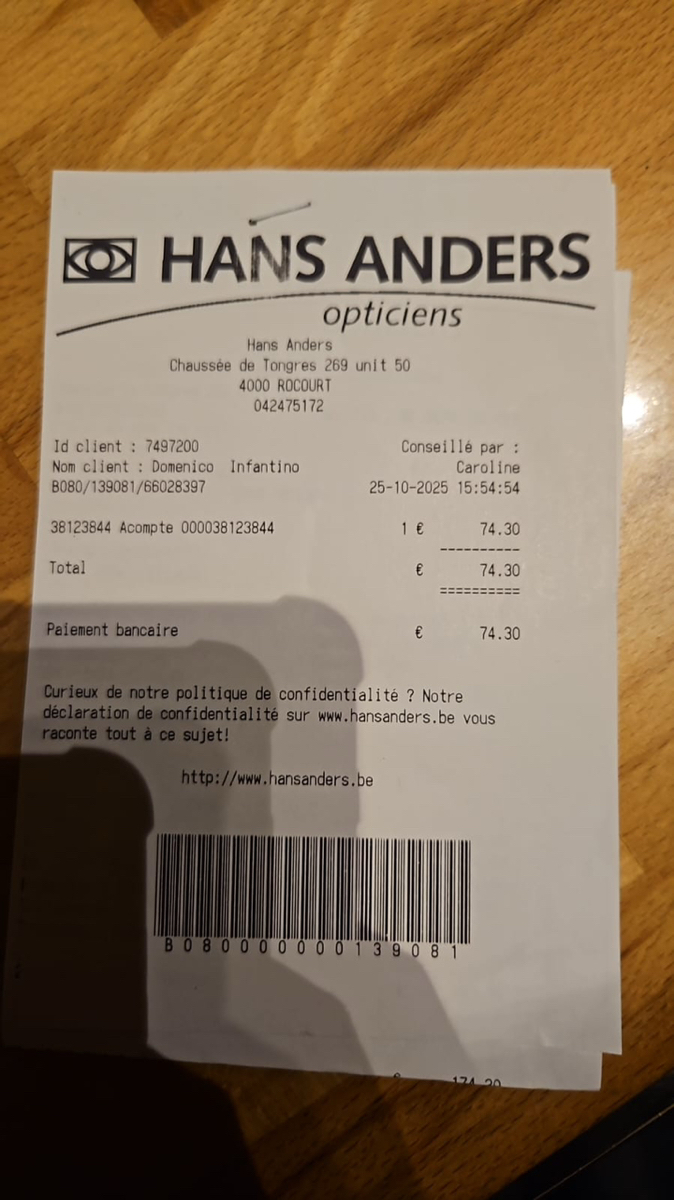 HANS ANDERS
opticiens
Hans Anders
Chaussée de Tongres 269 unit 50
4000 ROCOURT
042475172
Id client : 7497200 Conseillé par :
Nom client : Domenico Infantino Caroline
B080/139081/66028397 25-10-2025 15:54:54
38123844 Acompte 000038123844 1 € 74.30
----------
Total € 74.30
==========
Paiement bancaire € 74.30
Curieux de notre politique de confidentialité ? Notre
déclaration de confidentialité sur www.hansanders.be vous
raconte tout à ce sujet!
http://www.hansanders.be
B080000000139081